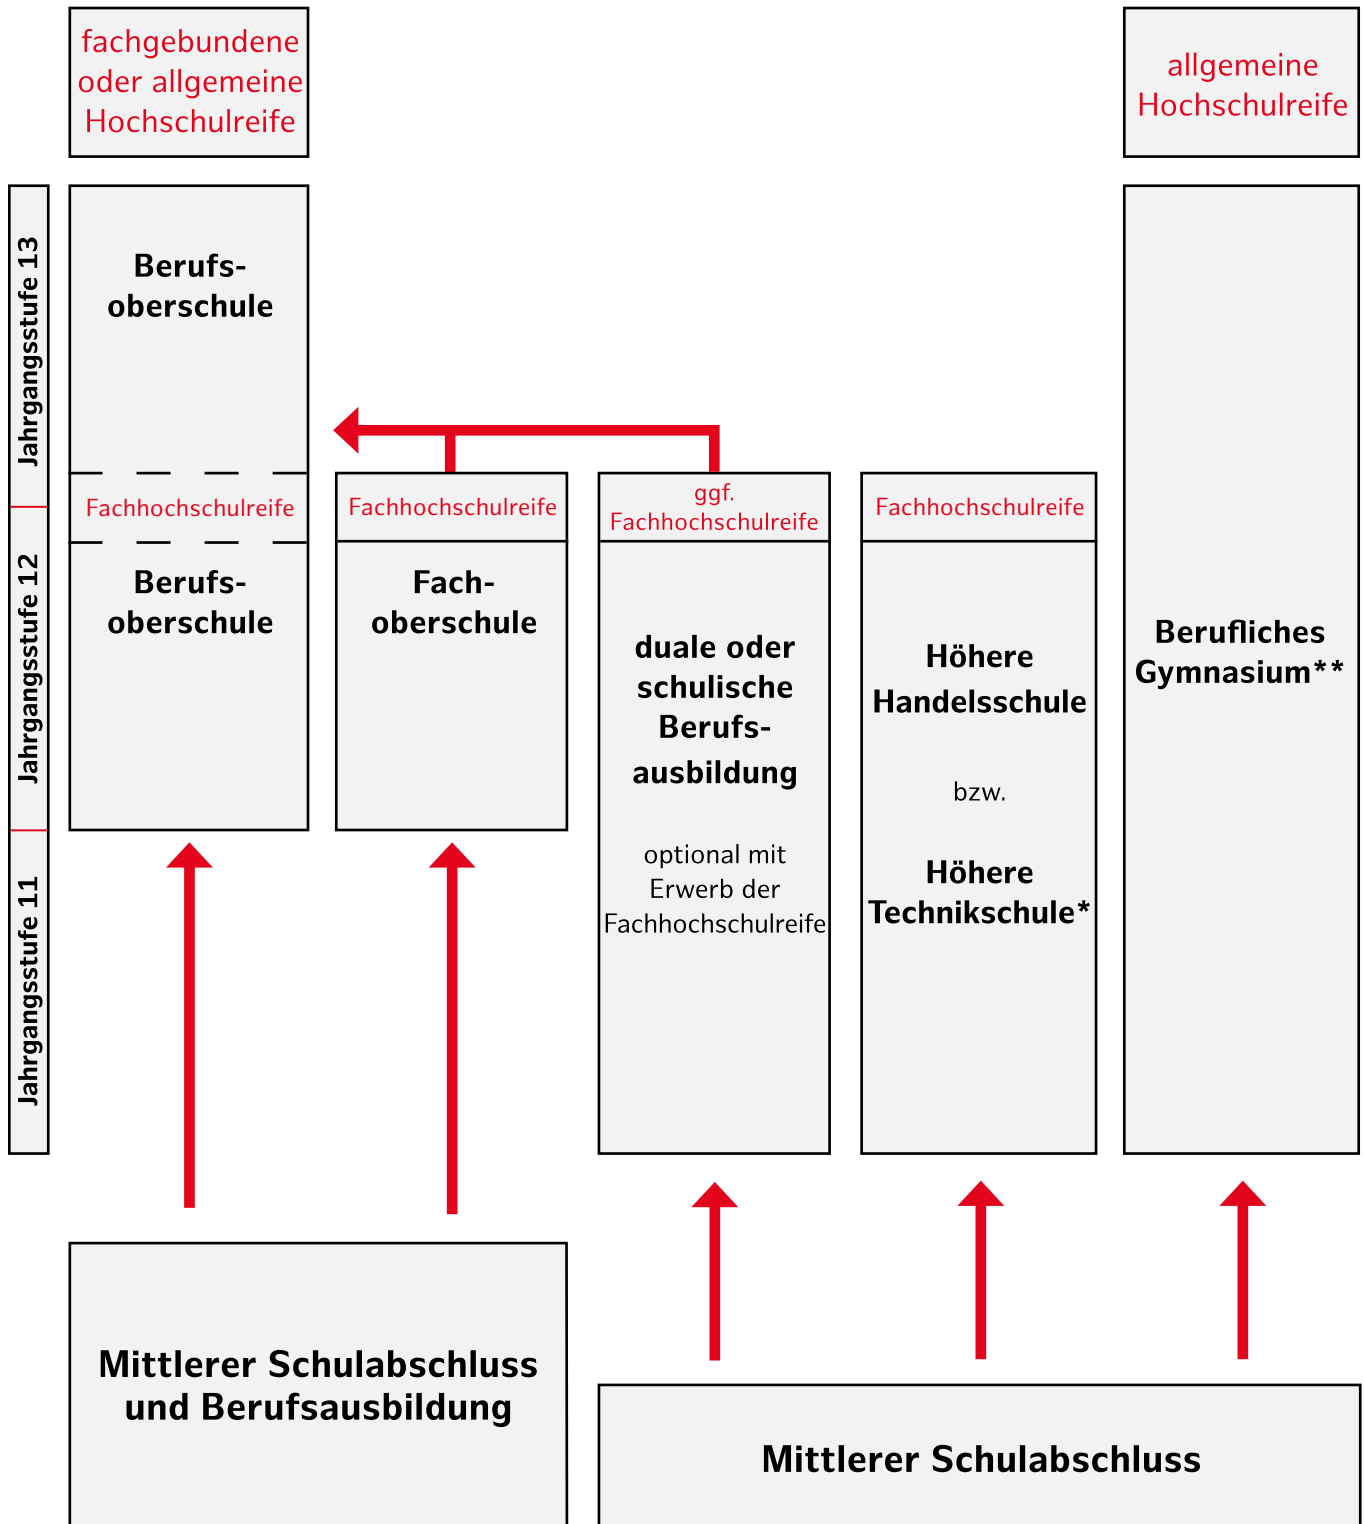 fachgebundene
oder allgemeine
Hochschulreife
allgemeine
Hochschulreife
Jahrgangsstufe 13
Berufs-
oberschule
Fachhochschulreife
Fachhochschulreife
ggf.
Fachhochschulreife
Fachhochschulreife
Jahrgangsstufe 12
Berufs-
oberschule
Fach-
oberschule
duale oder
schulische
Berufs-
ausbildung
optional mit
Erwerb der
Fachhochschulreife
Höhere
Handelsschule
bzw.
Höhere
Technikschule*
Berufliches
Gymnasium**
Jahrgangsstufe 11
Mittlerer Schulabschluss
und Berufsausbildung
Mittlerer Schulabschluss